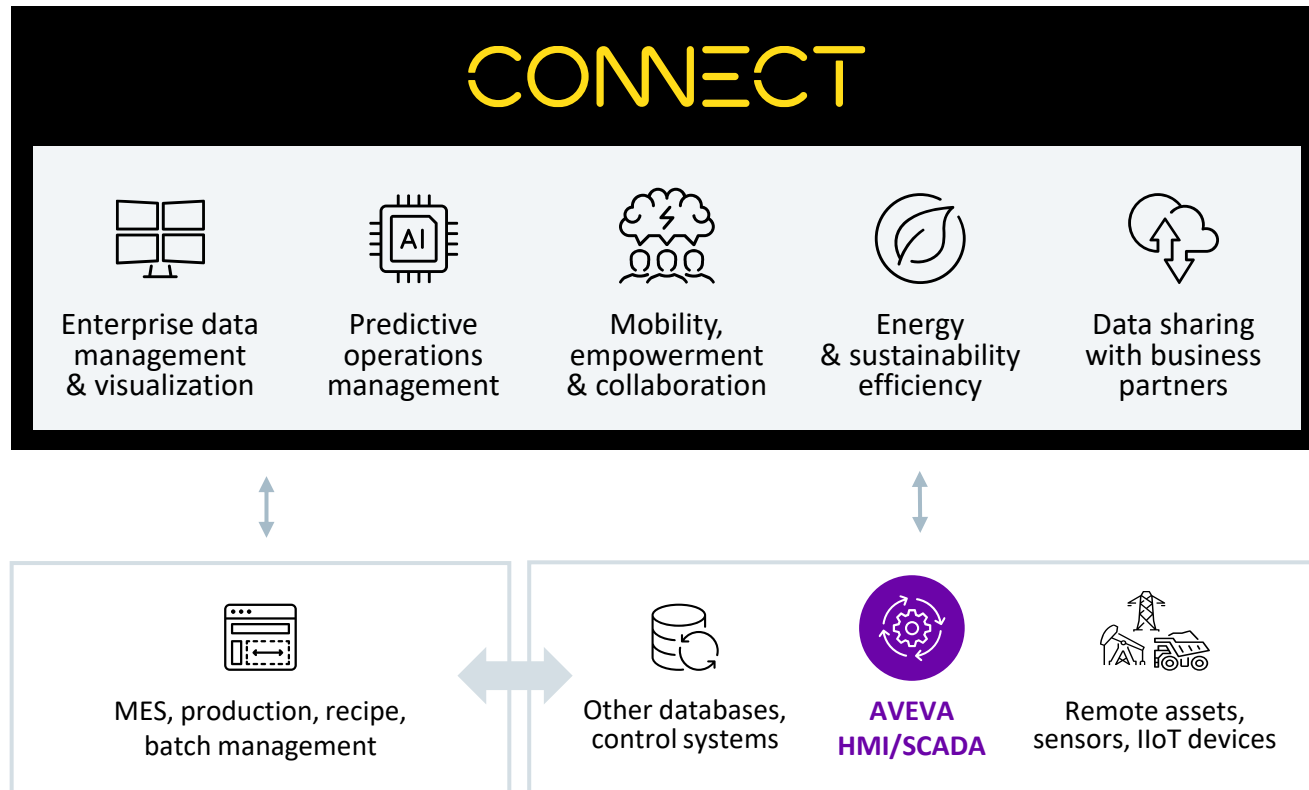 CONNECT
AI
Enterprise data
management
& visualization
Predictive
operations
management
Mobility,
empowerment
& collaboration
Energy
& sustainability
efficiency
Data sharing
with business
partners
MES, production, recipe,
batch management
Other databases,
control systems
AVEVA
HMI/SCADA
Remote assets,
sensors, IIoT devices